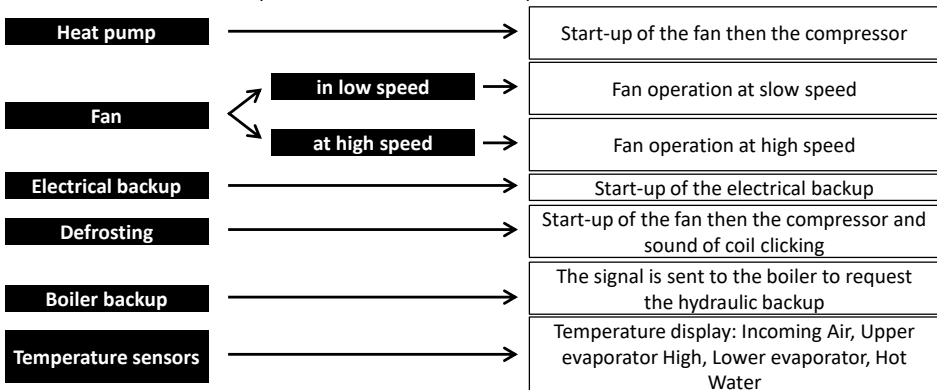 Heat pump
Start-up of the fan then the compressor
in low speed
Fan operation at slow speed
Fan
at high speed
Fan operation at high speed
Electrical backup
Start-up of the electrical backup
Defrosting
Start-up of the fan then the compressor and
sound of coil clicking
Boiler backup
The signal is sent to the boiler to request
the hydraulic backup
Temperature sensors
Temperature display: Incoming Air, Upper
evaporator High, Lower evaporator, Hot
Water